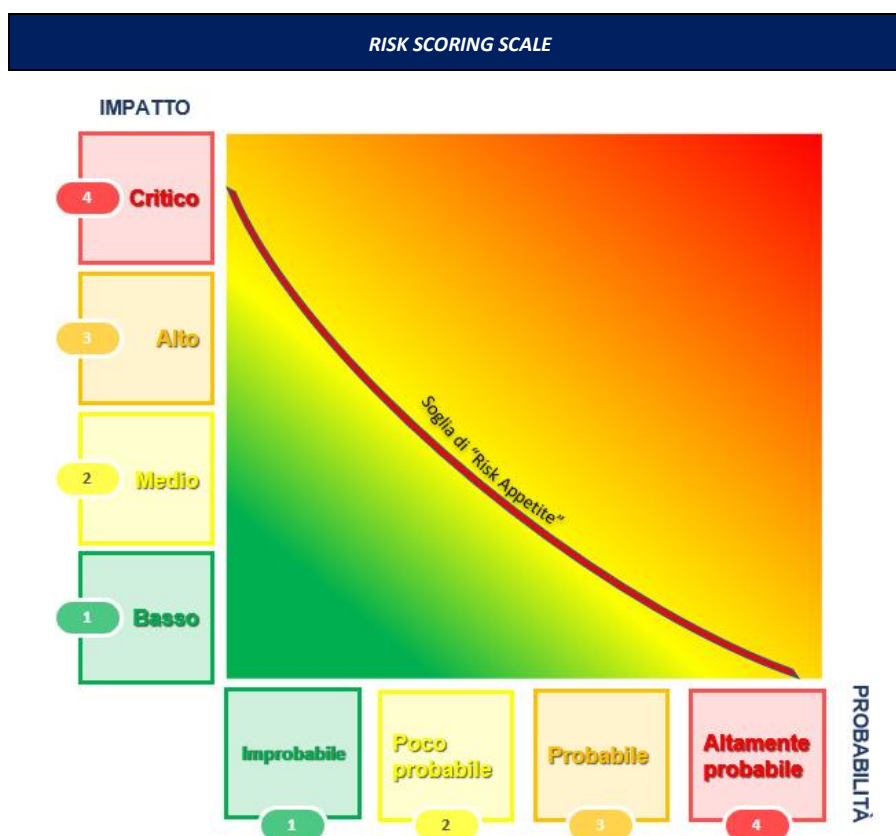 RISK SCORING SCALE
IMPATTO
4 Critico
3 Alto
2 Medio
1 Basso
Soglia di “Risk Appetite”
Improbabile
Poco
probabile
Probabile
Altamente
probabile
1
2
3
4
PROBABILITÀ